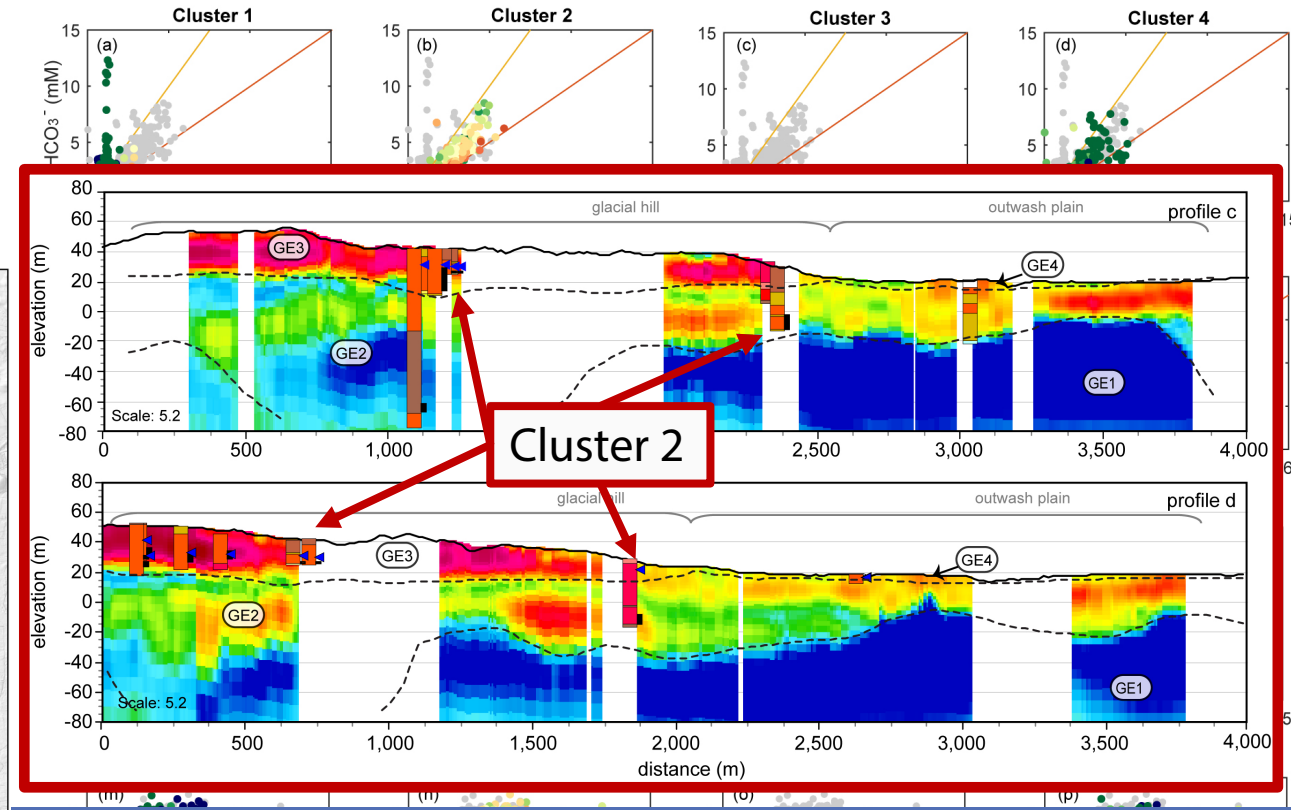 Cluster 1 Cluster 2 Cluster 3 Cluster 4
15 (a) 15 (b) 15 (c) 15 (d)
10 10 10 10
5 5 5 5
HCO₃⁻ (mM)
80
60
40
20
0
-20
-40
-60
-80
elevation (m)
glacial hill outwash plain profile c
GE3 GE4
GE2 GE1
Scale: 5.2
0 500 1,000 2,500 3,000 3,500 4,000
Cluster 2
80
60
40
20
0
-20
-40
-60
-80
elevation (m)
glacial hill outwash plain profile d
GE3 GE4
GE2
GE1
Scale: 5.2
0 500 1,000 1,500 2,000 2,500 3,000 3,500 4,000
distance (m)
(m) (n) (o) (p)